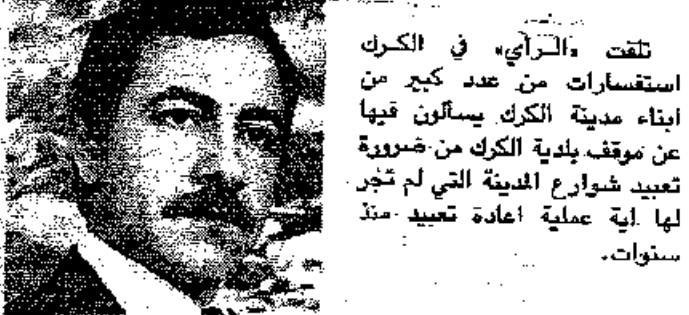 تلقت «الرأي» في الكرك
استفسارات من عدد كبير من
ابناء مدينة الكرك يسألون فيها
عن موقف بلدية الكرك من ضرورة
تعبيد شوارع المدينة التي لم تجر
لها اية عملية اعادة تعبيد منذ
سنوات.